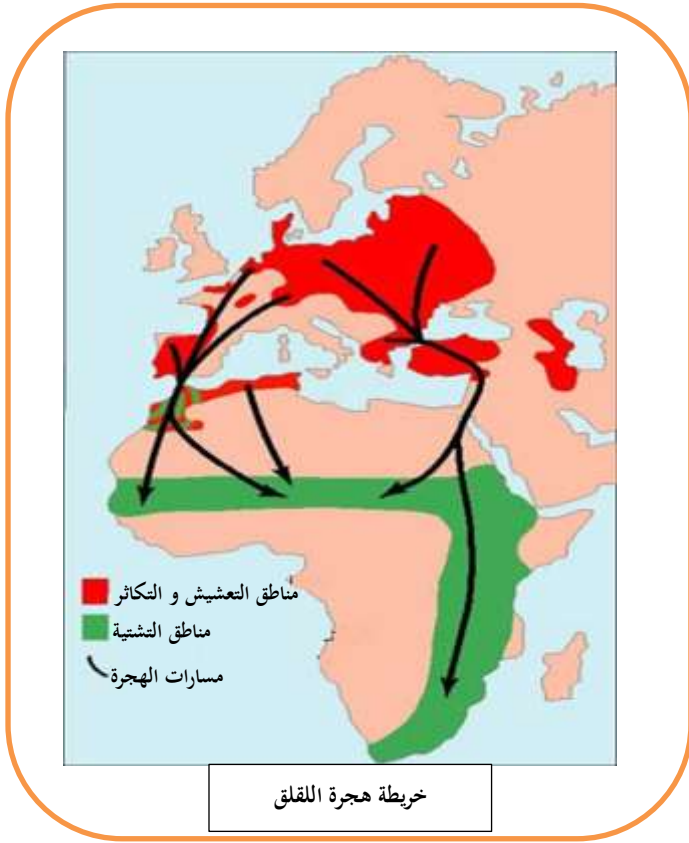 مناطق التعشيش و التكاثر
مناطق التشتية
مسارات الهجرة
خريطة هجرة اللقلق